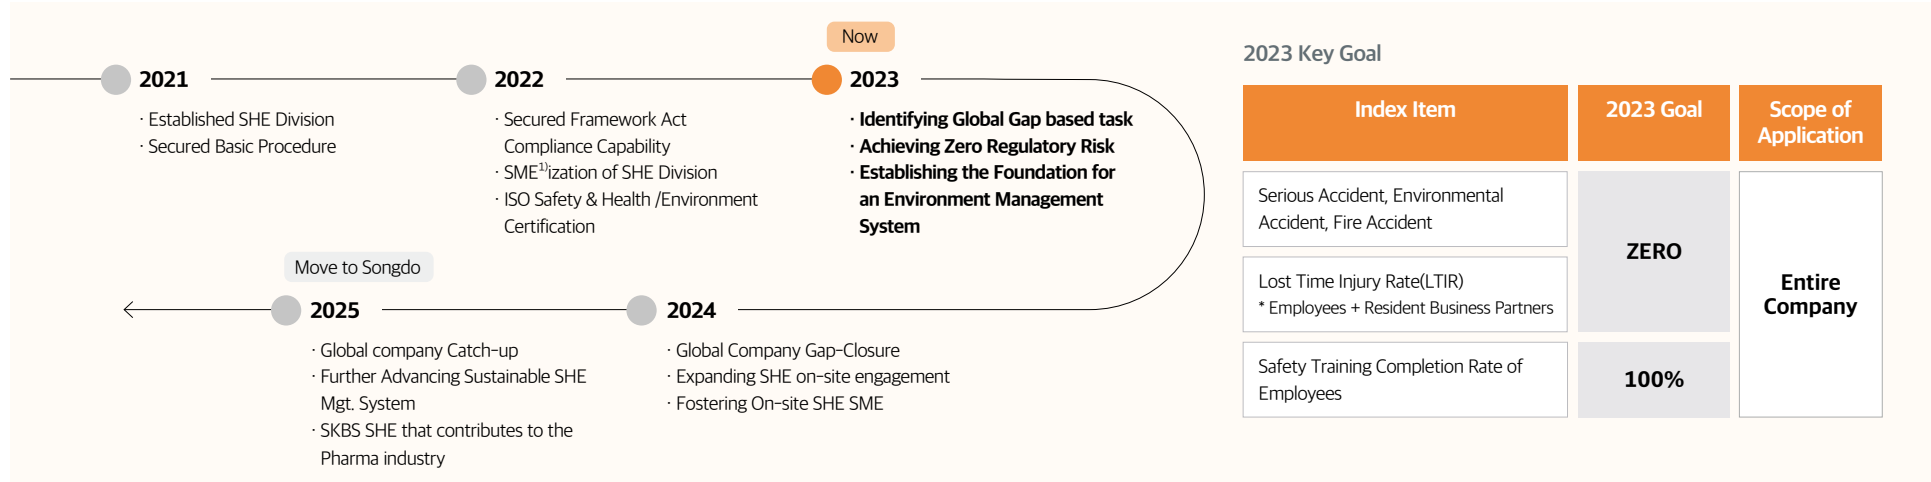 2021
· Established SHE Division
· Secured Basic Procedure
2022
· Secured Framework Act
Compliance Capability
· SME1)ization of SHE Division
· ISO Safety & Health /Environment
Certification
Now
2023
· Identifying Global Gap based task
· Achieving Zero Regulatory Risk
· Establishing the Foundation for
an Environment Management
System
2024
· Global Company Gap-Closure
· Expanding SHE on-site engagement
· Fostering On-site SHE SME
Move to Songdo
2025
· Global company Catch-up
· Further Advancing Sustainable SHE
Mgt. System
· SKBS SHE that contributes to the
Pharma industry
2023 Key Goal
Index Item
2023 Goal
Scope of
Application
Serious Accident, Environmental
Accident, Fire Accident
Lost Time Injury Rate(LTIR)
* Employees + Resident Business Partners
ZERO
Safety Training Completion Rate of
Employees
100%
Entire
Company